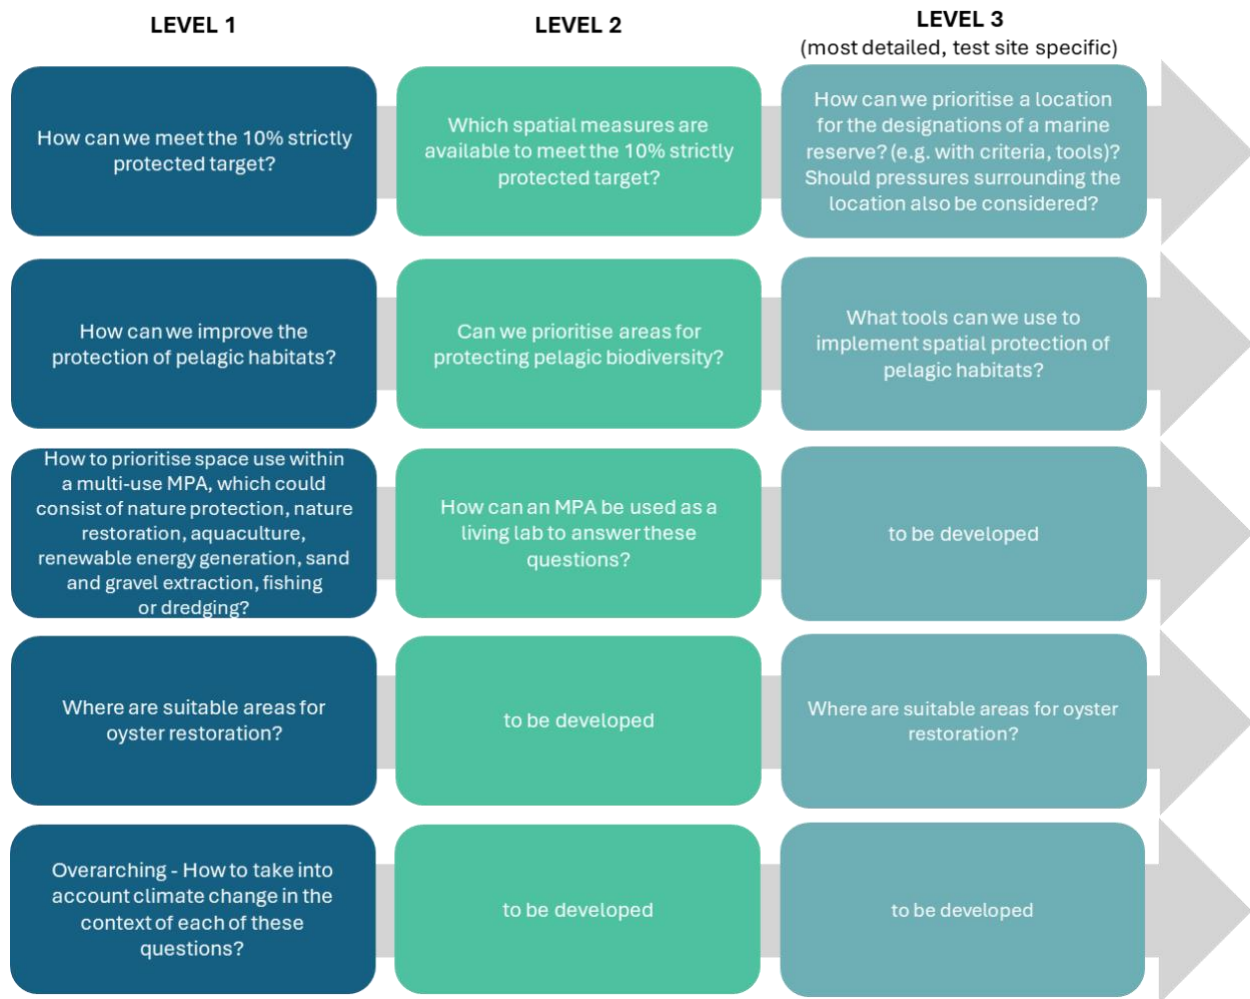 LEVEL 1
LEVEL 2
LEVEL 3
(most detailed, test site specific)
How can we meet the 10% strictly
protected target?
Which spatial measures are
available to meet the 10% strictly
protected target?
How can we prioritise a location
for the designations of a marine
reserve? (e.g. with criteria, tools)?
Should pressures surrounding the
location also be considered?
How can we improve the
protection of pelagic habitats?
Can we prioritise areas for
protecting pelagic biodiversity?
What tools can we use to
implement spatial protection of
pelagic habitats?
How to prioritise space use within
a multi-use MPA, which could
consist of nature protection, nature
restoration, aquaculture,
renewable energy generation, sand
and gravel extraction, fishing
or dredging?
How can an MPA be used as a
living lab to answer these
questions?
to be developed
Where are suitable areas for
oyster restoration?
to be developed
Where are suitable areas for oyster
restoration?
Overarching - How to take into
account climate change in the
context of each of these
questions?
to be developed
to be developed